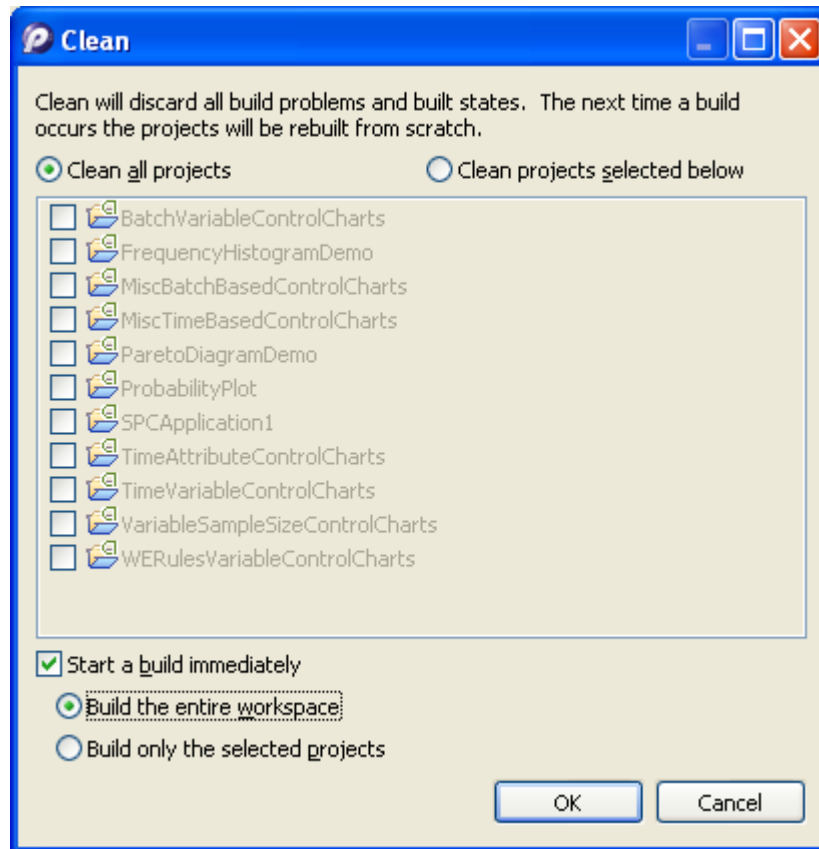 Clean
Clean will discard all build problems and built states.  The next time a build
occurs the projects will be rebuilt from scratch.
Clean all projects
Clean projects selected below
BatchVariableControlCharts
FrequencyHistogramDemo
MiscBatchBasedControlCharts
MiscTimeBasedControlCharts
ParetoDiagramDemo
ProbabilityPlot
SPCApplication1
TimeAttributeControlCharts
TimeVariableControlCharts
VariableSampleSizeControlCharts
WERulesVariableControlCharts
Start a build immediately
Build the entire workspace
Build only the selected projects
OK
Cancel